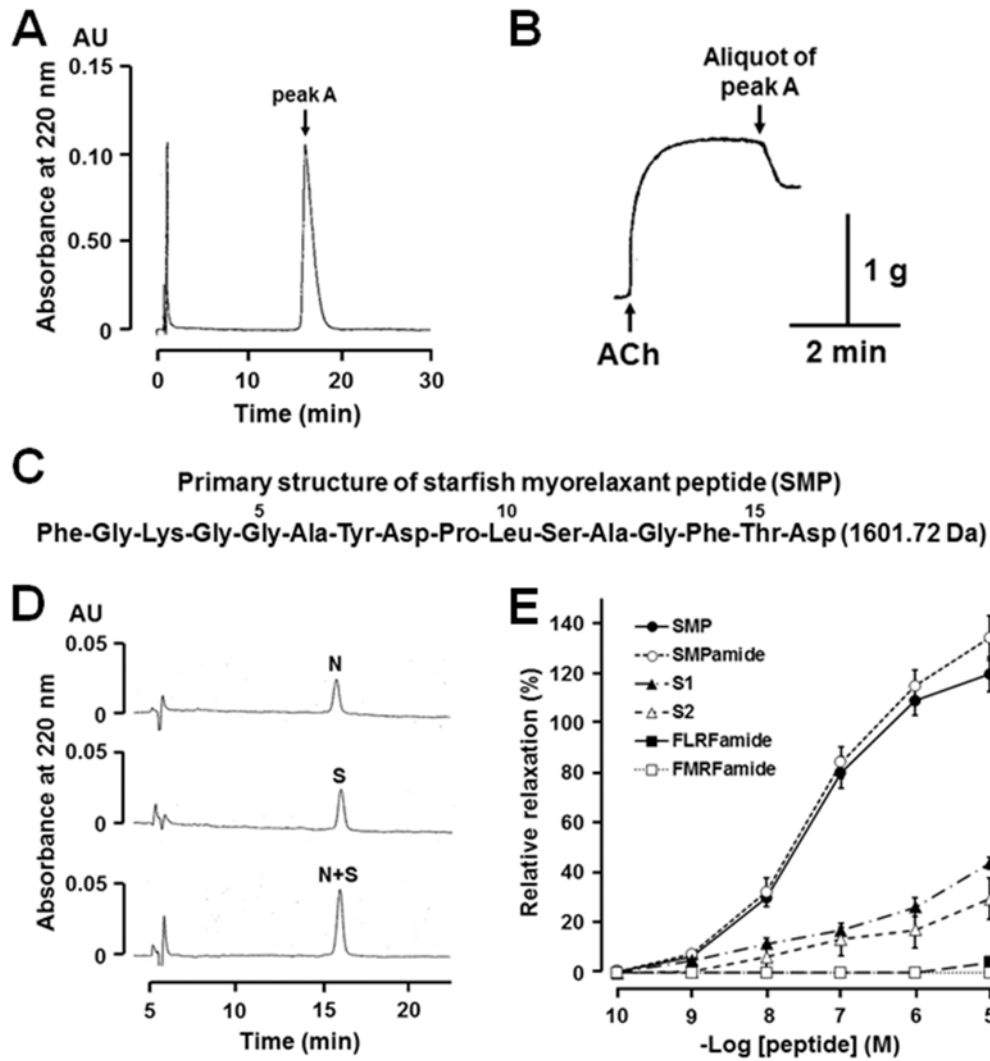 A
AU
0.15
0.10
0.50
0
Absorbance at 220 nm
peak A
0 10 20 30
Time (min)
B
Aliquot of
peak A
ACh
1 g
2 min
C
Primary structure of starfish myorelaxant peptide (SMP)
5 10 15
Phe-Gly-Lys-Gly-Gly-Ala-Tyr-Asp-Pro-Leu-Ser-Ala-Gly-Phe-Thr-Asp (1601.72 Da)
D
AU
0.05
0
N
0.05
0
S
0.05
0
N+S
Absorbance at 220 nm
5 10 15 20
Time (min)
E
140
120
100
80
60
40
20
0
Relative relaxation (%)
SMP
SMPamide
S1
S2
FLRFamide
FMRFamide
10 9 8 7 6 5
-Log [peptide] (M)